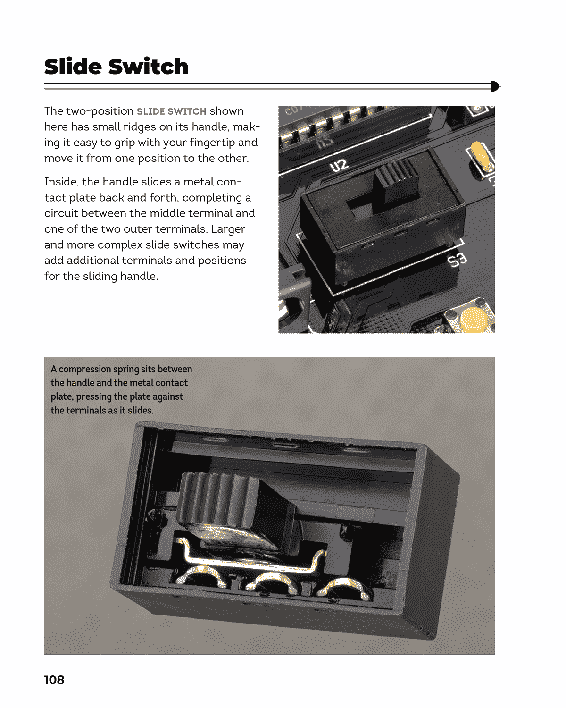 Slide Switch
The two-position SLIDE SWITCH shown
here has small ridges on its handle, mak-
ing it easy to grip with your fingertip and
move it from one position to the other.
Inside, the handle slides a metal con-
tact plate back and forth, completing a
circuit between the middle terminal and
one of the two outer terminals. Larger
and more complex slide switches may
add additional terminals and positions
for the sliding handle.
U2
S3
A compression spring sits between
the handle and the metal contact
plate, pressing the plate against
the terminals as it slides.
108